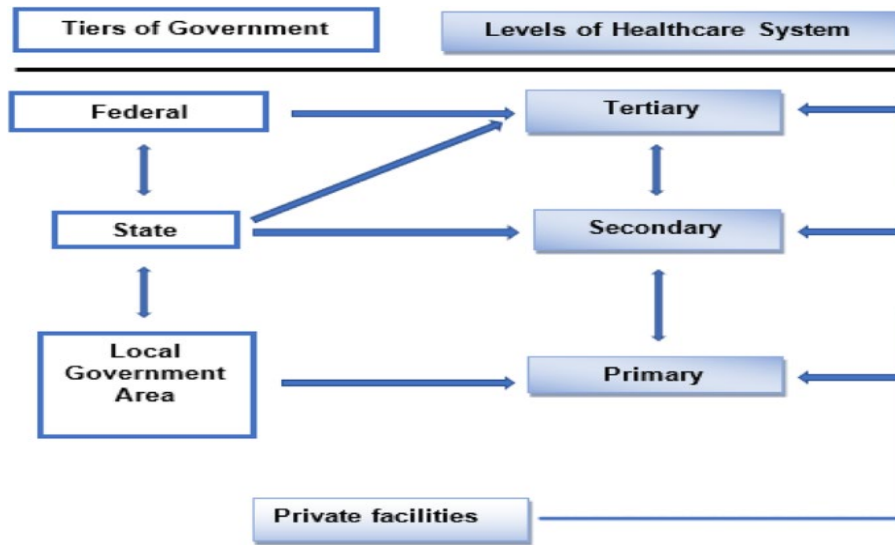 Tiers of Government
Levels of Healthcare System
Federal
Tertiary
State
Secondary
Local
Government
Area
Primary
Private facilities